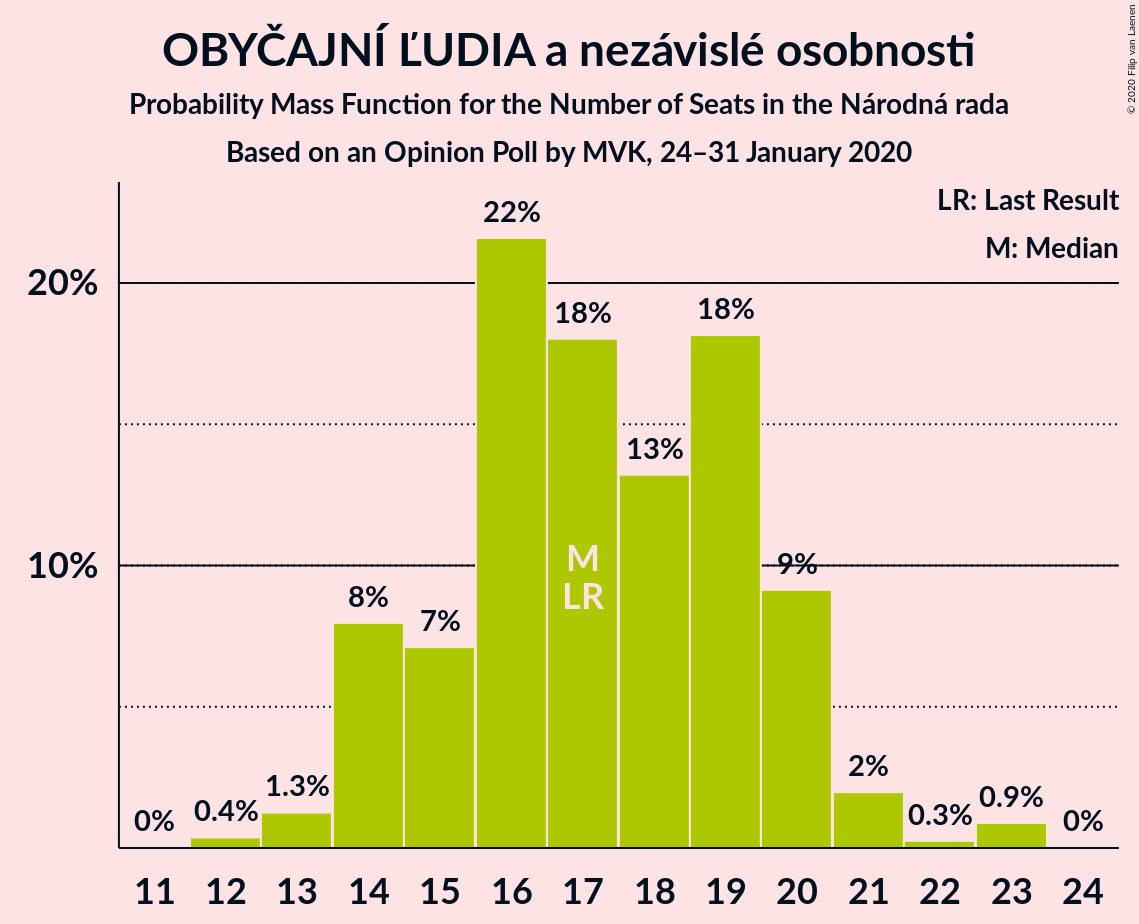 OBYČAJNÍ ĽUDIA a nezávislé osobnosti
Probability Mass Function for the Number of Seats in the Národná rada
Based on an Opinion Poll by MVK, 24–31 January 2020
© 2020 Filip van Laenen
LR: Last Result
M: Median
20%
10%
0%
0.4%
1.3%
8%
7%
22%
18%
13%
18%
9%
2%
0.3%
0.9%
0%
M
LR
11 12 13 14 15 16 17 18 19 20 21 22 23 24